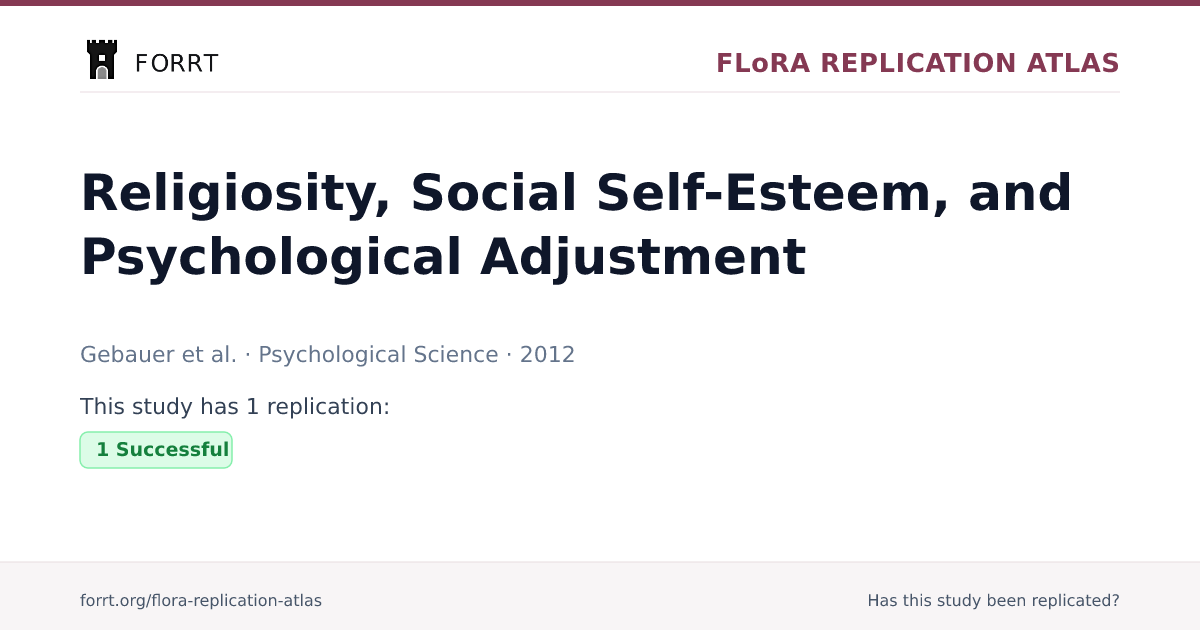 FORRT
FLoRA REPLICATION ATLAS
Religiosity, Social Self-Esteem, and
Psychological Adjustment
Gebauer et al. · Psychological Science · 2012
This study has 1 replication:
1 Successful
forrt.org/flora-replication-atlas
Has this study been replicated?